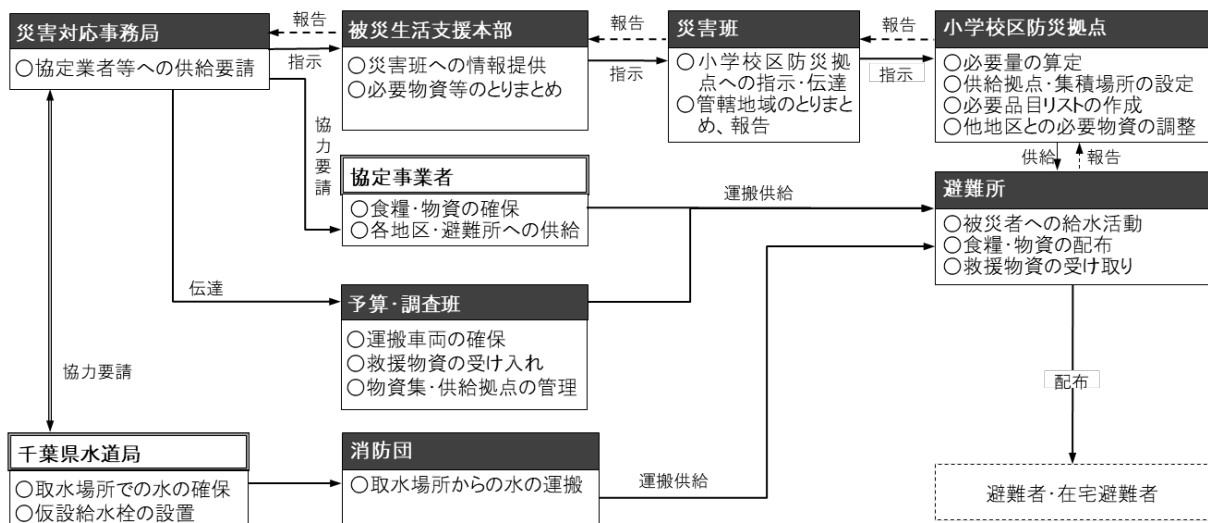 災害対応事務局
○協定業者等への供給要請
報告
指示
被災生活支援本部
○災害班への情報提供
○必要物資等のとりまとめ
報告
指示
災害班
○小学校区防災拠
点への指示・伝達
○管轄地域のとりまと
め、報告
報告
指示
小学校区防災拠点
○必要量の算定
○供給拠点・集積場所の設定
○必要品目リストの作成
○他地区との必要物資の調整
供給
報告
協力要請
協定事業者
○食糧・物資の確保
○各地区・避難所への供給
運搬供給
避難所
○被災者への給水活動
○食糧・物資の配布
○救援物資の受け取り
伝達
予算・調査班
○運搬車両の確保
○救援物資の受け入れ
○物資集・供給拠点の管理
協力要請
配布
千葉県水道局
○取水場所での水の確保
○仮設給水栓の設置
消防団
○取水場所からの水の運搬
運搬供給
避難者・在宅避難者